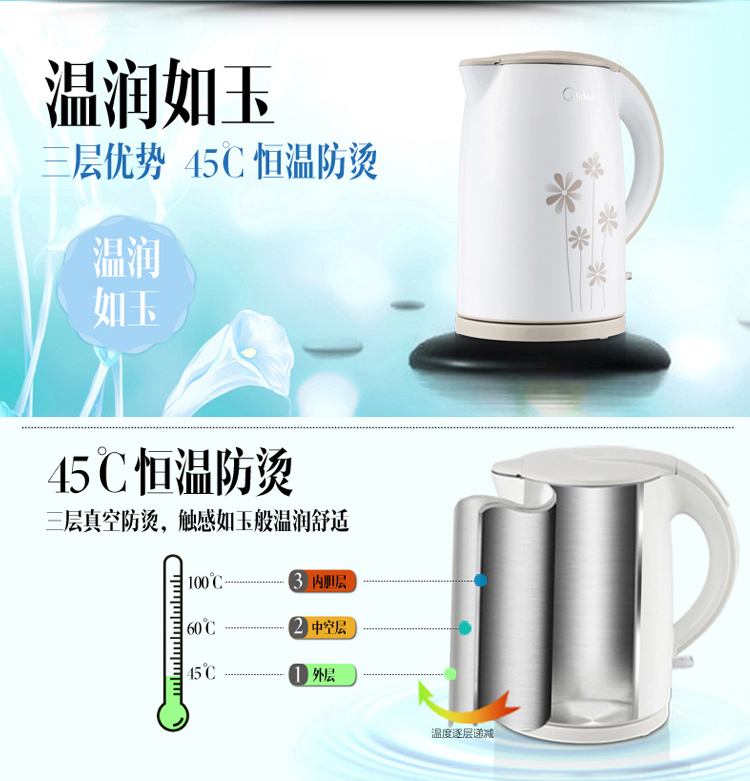 温润如玉
三层优势 45℃ 恒温防烫
温润
如玉
Midea
45℃恒温防烫
三层真空防烫，触感如玉般温润舒适
100℃ 3 内胆层
60℃ 2 中空层
45℃ 1 外层
温度逐层递减